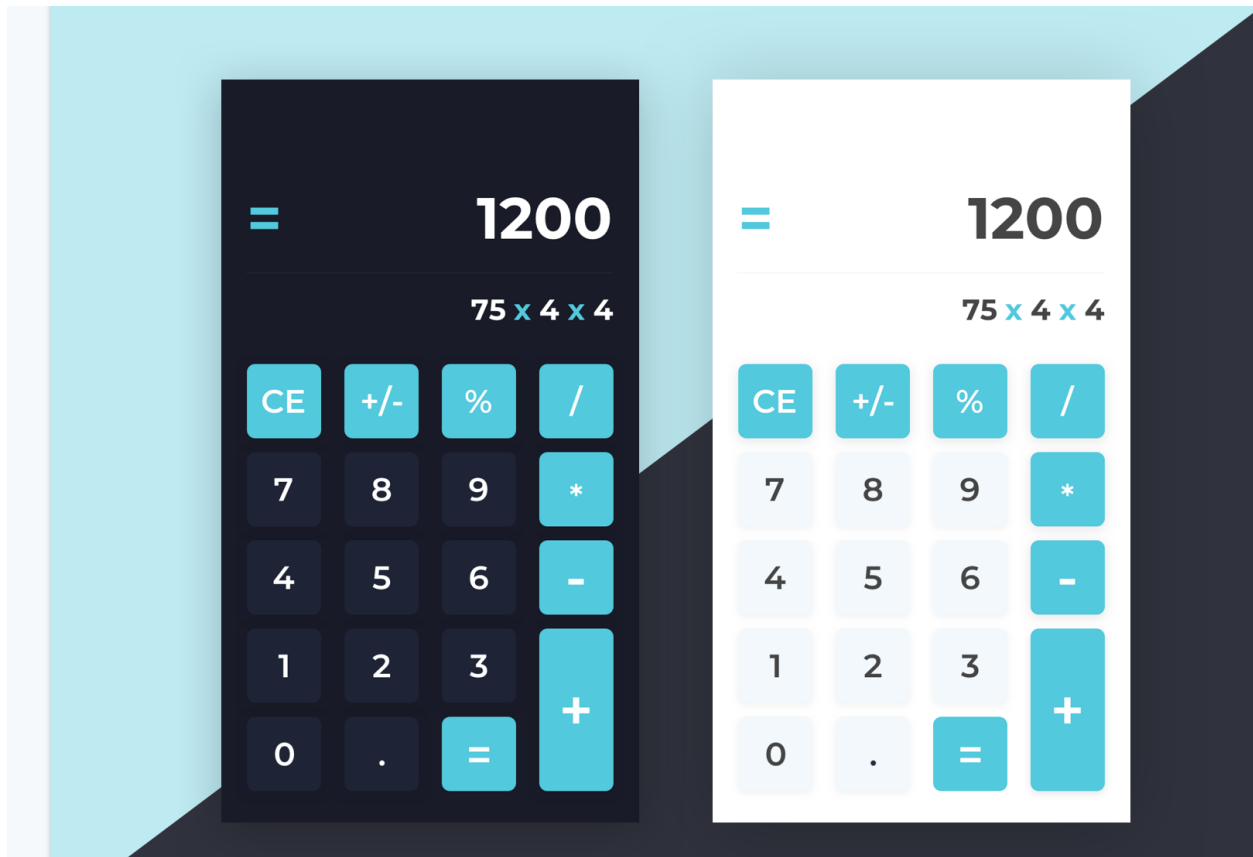 = 1200
75 x 4 x 4
CE +/- % /
7 8 9 *
4 5 6 -
1 2 3 +
0 . =
= 1200
75 x 4 x 4
CE +/- % /
7 8 9 *
4 5 6 -
1 2 3 +
0 . =